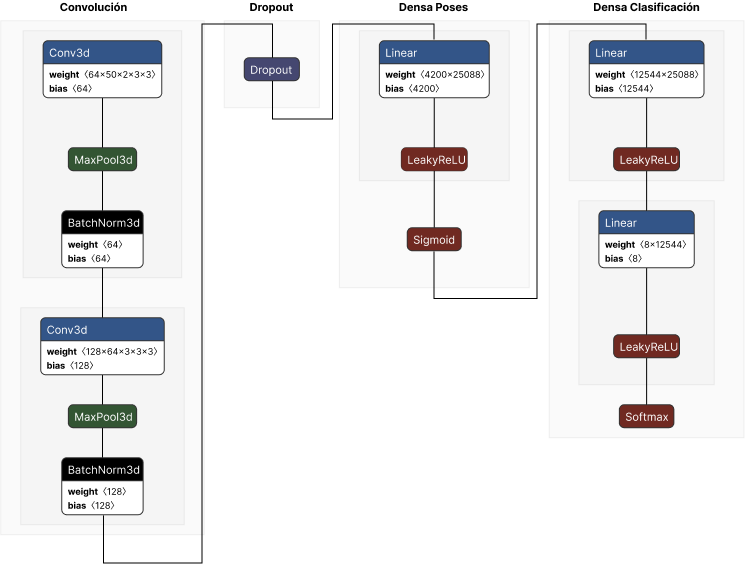 Convolución
Conv3d
weight 〈64×50×2×3×3〉
bias 〈64〉
MaxPool3d
BatchNorm3d
weight 〈64〉
bias 〈64〉
Conv3d
weight 〈128×64×3×3×3〉
bias 〈128〉
MaxPool3d
BatchNorm3d
weight 〈128〉
bias 〈128〉
Dropout
Dropout
Densa Poses
Linear
weight 〈4200×25088〉
bias 〈4200〉
LeakyReLU
Sigmoid
Densa Clasificación
Linear
weight 〈12544×25088〉
bias 〈12544〉
LeakyReLU
Linear
weight 〈8×12544〉
bias 〈8〉
LeakyReLU
Softmax